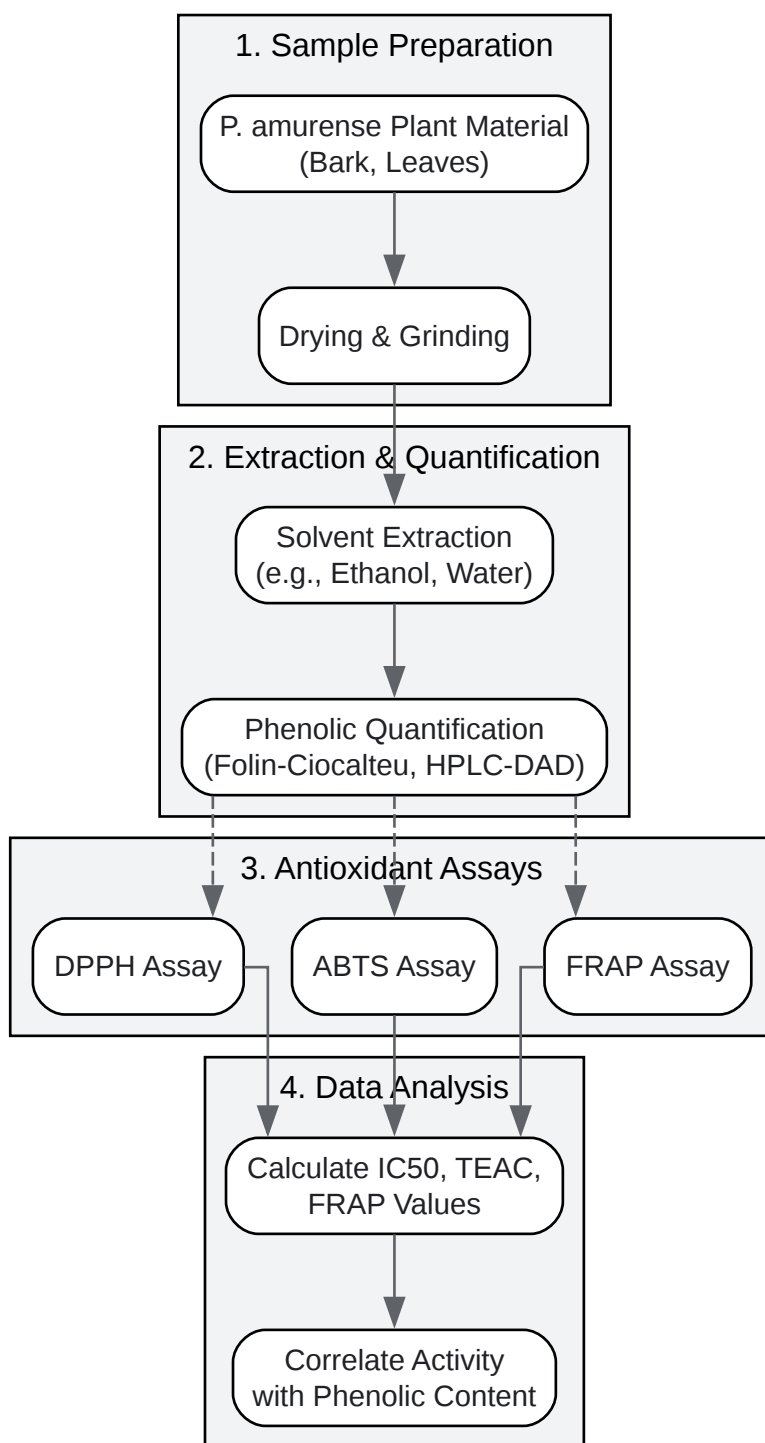 1. Sample Preparation
P. amurense Plant Material
(Bark, Leaves)
Drying & Grinding
2. Extraction & Quantification
Solvent Extraction
(e.g., Ethanol, Water)
Phenolic Quantification
(Folin-Ciocalteu, HPLC-DAD)
3. Antioxidant Assays
DPPH Assay
ABTS Assay
FRAP Assay
4. Data Analysis
Calculate IC50, TEAC,
FRAP Values
Correlate Activity
with Phenolic Content